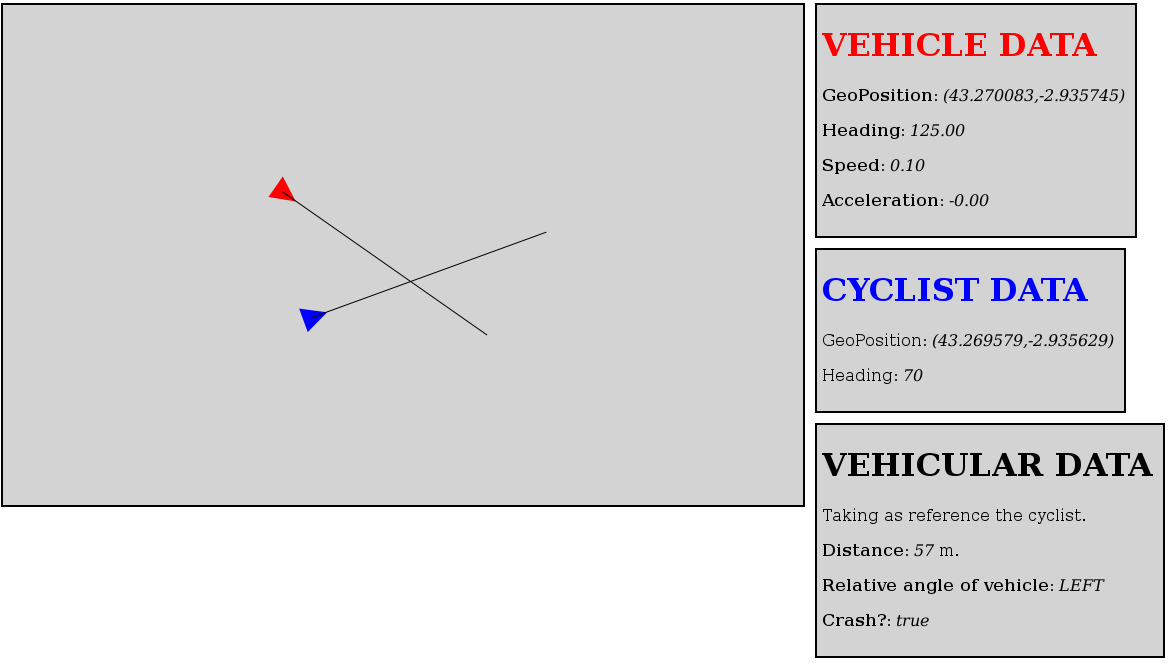 VEHICLE DATA
GeoPosition: (43.270083,-2.935745)
Heading: 125.00
Speed: 0.10
Acceleration: -0.00
CYCLIST DATA
GeoPosition: (43.269579,-2.935629)
Heading: 70
VEHICULAR DATA
Taking as reference the cyclist.
Distance: 57 m.
Relative angle of vehicle: LEFT
Crash?: true